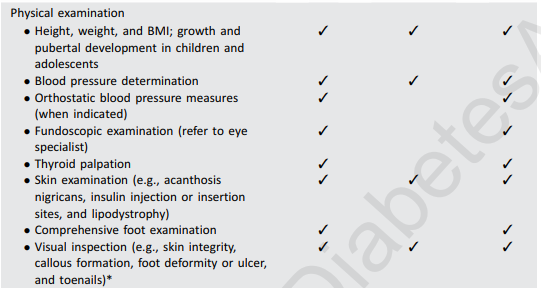 Physical examination
● Height, weight, and BMI; growth and ✓ ✓ ✓
pubertal development in children and
adolescents
● Blood pressure determination ✓ ✓ ✓
● Orthostatic blood pressure measures ✓ ✓
(when indicated)
● Fundoscopic examination (refer to eye ✓ ✓
specialist)
● Thyroid palpation ✓ ✓
● Skin examination (e.g., acanthosis ✓ ✓ ✓
nigricans, insulin injection or insertion
sites, and lipodystrophy)
● Comprehensive foot examination ✓ ✓
● Visual inspection (e.g., skin integrity, ✓ ✓ ✓
callous formation, foot deformity or ulcer,
and toenails)*
Diabetes